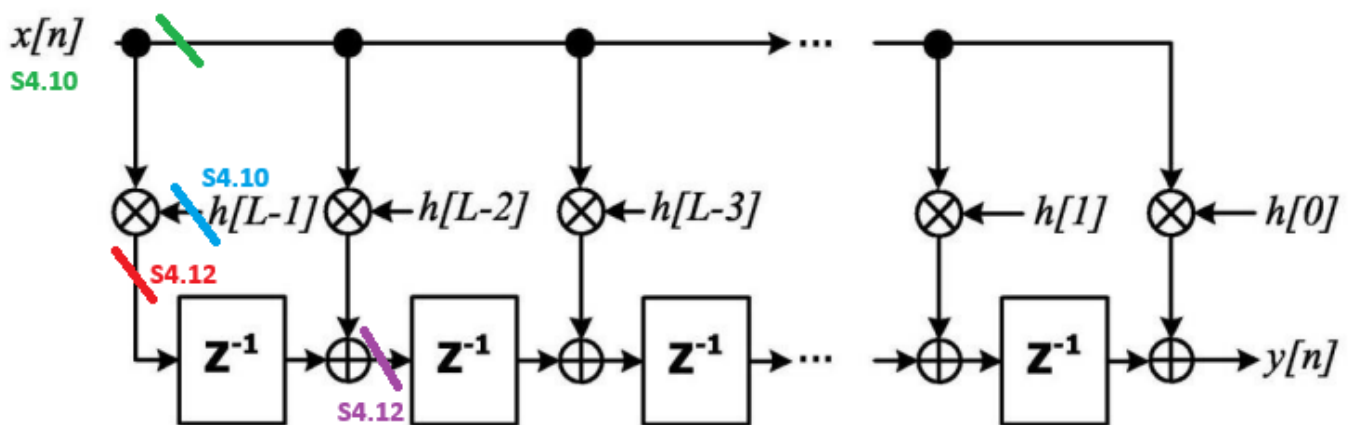 x[n]
...
S4.10
S4.10
h[L-1]
h[L-2]
h[L-3]
h[1]
h[0]
S4.12
z⁻¹
z⁻¹
z⁻¹
...
z⁻¹
y[n]
S4.12